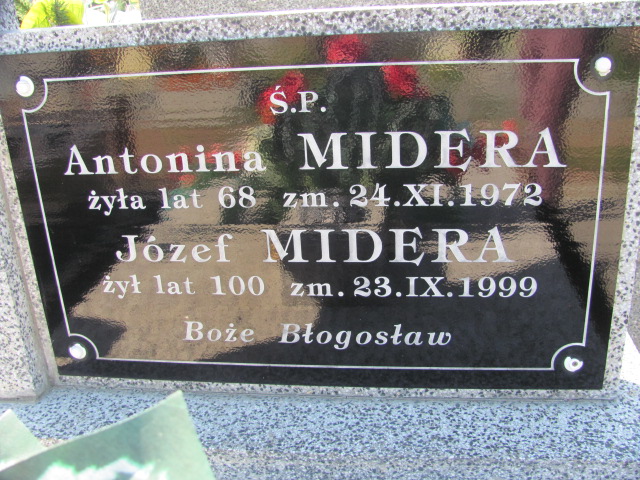 Ś.P.
Antonina MIDERA
żyła lat 68 zm. 24.XI.1972
Józef MIDERA
żył lat 100 zm. 23.IX.1999
Boże Błogosław